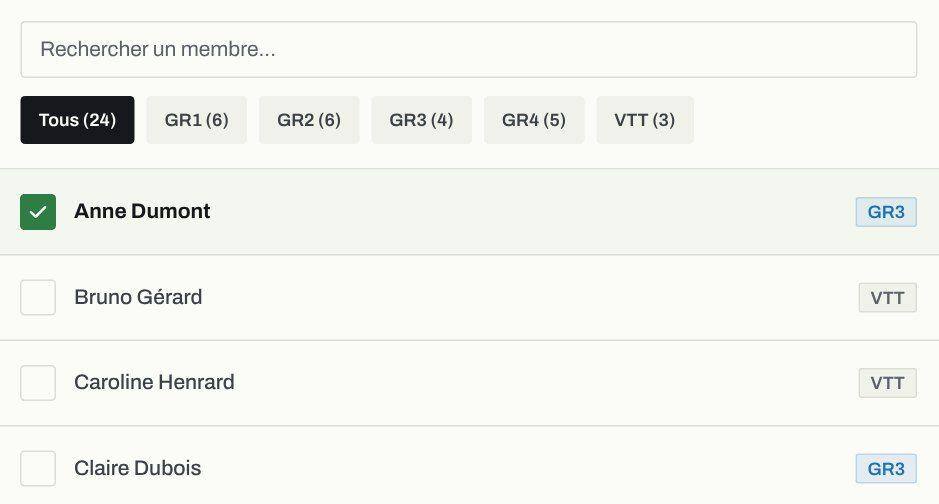 Rechercher un membre...
Tous (24) GR1 (6) GR2 (6) GR3 (4) GR4 (5) VTT (3)
Anne Dumont GR3
Bruno Gérard VTT
Caroline Henrard VTT
Claire Dubois GR3